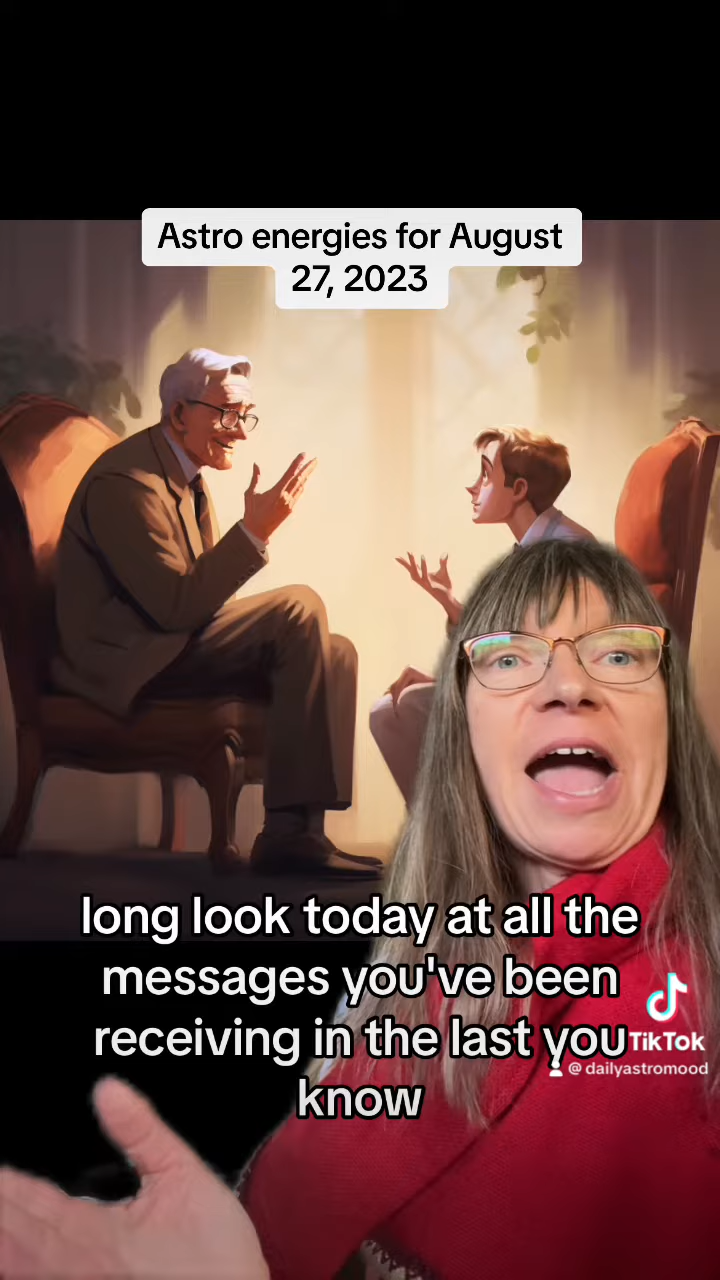 Astro energies for August
27, 2023
long look today at all the
messages you've been
receiving in the last you
know
TikTok
@ dailyastromood